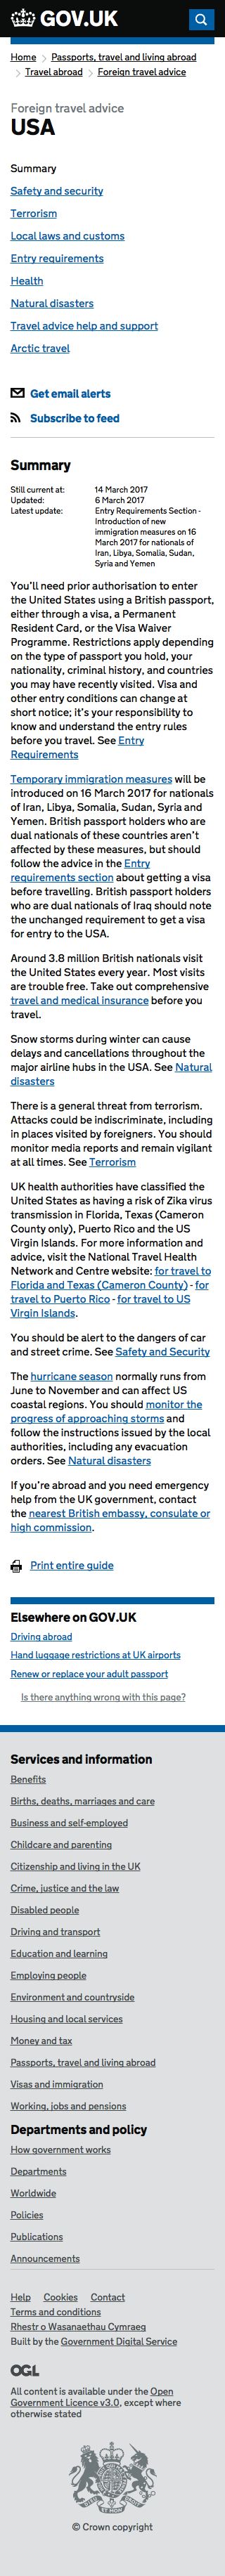 GOV.UK
Home
Passports, travel and living abroad
Travel abroad
Foreign travel advice
Foreign travel advice
USA
Summary
Safety and security
Terrorism
Local laws and customs
Entry requirements
Health
Natural disasters
Travel advice help and support
Arctic travel
Get email alerts
Subscribe to feed
Summary
Still current at: 14 March 2017
Updated: 6 March 2017
Latest update: Entry Requirements Section -
Introduction of new
immigration measures on 16
March 2017 for nationals of
Iran, Libya, Somalia, Sudan,
Syria and Yemen
You’ll need prior authorisation to enter
the United States using a British passport,
either through a visa, a Permanent
Resident Card, or the Visa Waiver
Programme. Restrictions apply depending
on the type of passport you hold, your
nationality, criminal history, and countries
you may have recently visited. Visa and
other entry conditions can change at
short notice; it’s your responsibility to
know and understand the entry rules
before you travel. See Entry
Requirements
Temporary immigration measures will be
introduced on 16 March 2017 for nationals
of Iran, Libya, Somalia, Sudan, Syria and
Yemen. British passport holders who are
dual nationals of these countries aren’t
affected by these measures, but should
follow the advice in the Entry
requirements section about getting a visa
before travelling. British passport holders
who are dual nationals of Iraq should note
the unchanged requirement to get a visa
for entry to the USA.
Around 3.8 million British nationals visit
the United States every year. Most visits
are trouble free. Take out comprehensive
travel and medical insurance before you
travel.
Snow storms during winter can cause
delays and cancellations throughout the
major airline hubs in the USA. See Natural
disasters
There is a general threat from terrorism.
Attacks could be indiscriminate, including
in places visited by foreigners. You should
monitor media reports and remain vigilant
at all times. See Terrorism
UK health authorities have classified the
United States as having a risk of Zika virus
transmission in Florida, Texas (Cameron
County only), Puerto Rico and the US
Virgin Islands. For more information and
advice, visit the National Travel Health
Network and Centre website: for travel to
Florida and Texas (Cameron County) - for
travel to Puerto Rico - for travel to US
Virgin Islands.
You should be alert to the dangers of car
and street crime. See Safety and Security
The hurricane season normally runs from
June to November and can affect US
coastal regions. You should monitor the
progress of approaching storms and
follow the instructions issued by the local
authorities, including any evacuation
orders. See Natural disasters
If you’re abroad and you need emergency
help from the UK government, contact
the nearest British embassy, consulate or
high commission.
Print entire guide
Elsewhere on GOV.UK
Driving abroad
Hand luggage restrictions at UK airports
Renew or replace your adult passport
Is there anything wrong with this page?
Services and information
Benefits
Births, deaths, marriages and care
Business and self-employed
Childcare and parenting
Citizenship and living in the UK
Crime, justice and the law
Disabled people
Driving and transport
Education and learning
Employing people
Environment and countryside
Housing and local services
Money and tax
Passports, travel and living abroad
Visas and immigration
Working, jobs and pensions
Departments and policy
How government works
Departments
Worldwide
Policies
Publications
Announcements
Help Cookies Contact
Terms and conditions
Rhestr o Wasanaethau Cymraeg
Built by the Government Digital Service
OGL
All content is available under the Open
Government Licence v3.0, except where
otherwise stated
© Crown copyright